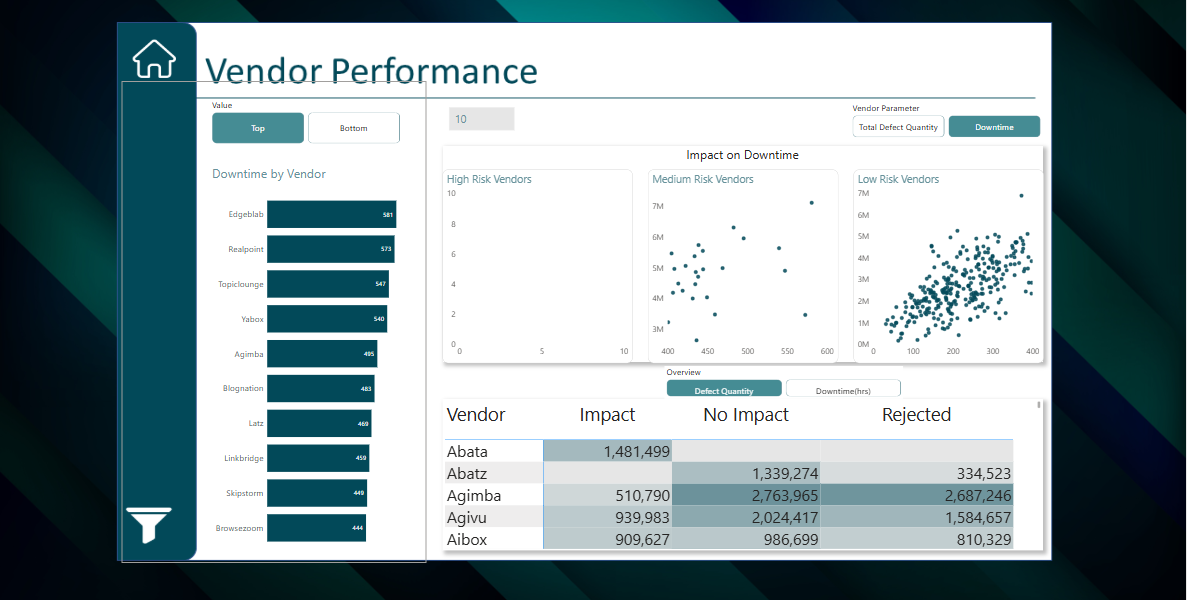 Vendor Performance
Value
Top
Bottom
10
Vendor Parameter
Total Defect Quantity
Downtime
Downtime by Vendor
Edgeblab 581
Realpoint 573
Topiclounge 547
Yabox 540
Agimba 495
Blognation 483
Latz 469
Linkbridge 459
Skipstorm 449
Browsezoom 444
Impact on Downtime
High Risk Vendors
10
8
6
4
2
0
0 5 10
Medium Risk Vendors
7M
6M
5M
4M
3M
400 450 500 550 600
Low Risk Vendors
7M
6M
5M
4M
3M
2M
1M
0M
0 100 200 300 400
Overview
Defect Quantity
Downtime(hrs)
Vendor Impact No Impact Rejected
Abata 1,481,499
Abatz 1,339,274 334,523
Agimba 510,790 2,763,965 2,687,246
Agivu 939,983 2,024,417 1,584,657
Aibox 909,627 986,699 810,329